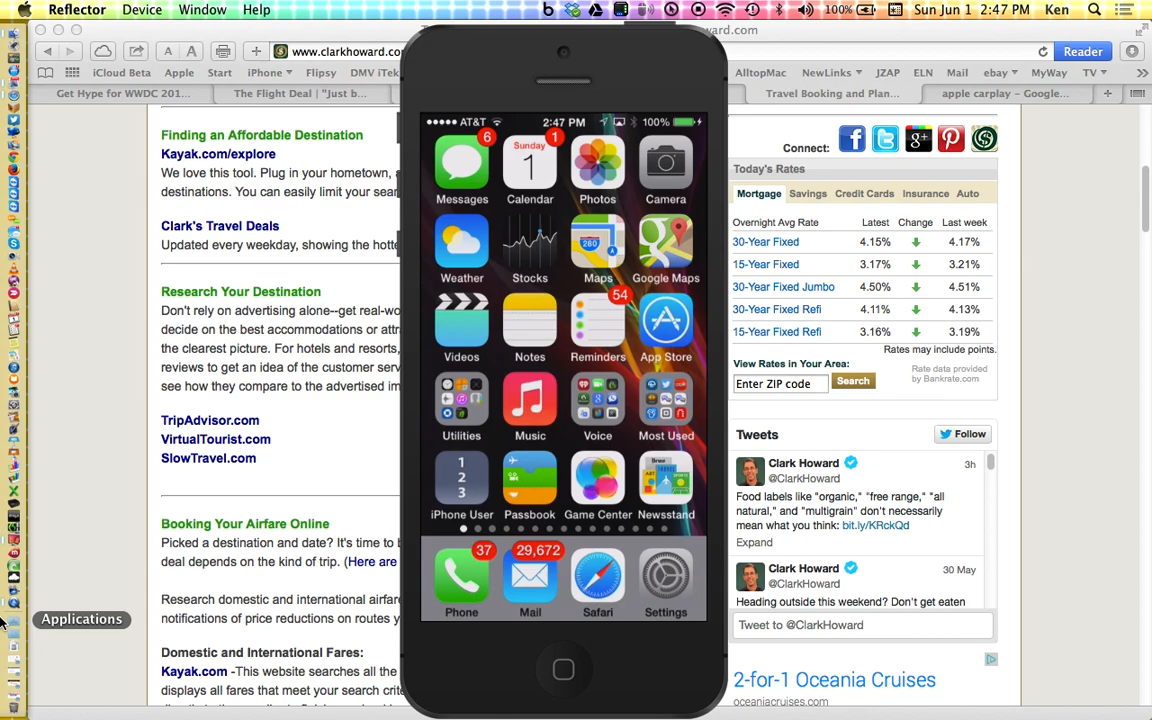 Reflector Device Window Help
100% Sun Jun 1 2:47 PM Ken
www.clarkhoward.co
ward.com
Reader
A A
iCloud Beta Apple Start iPhone Flipsy DMV iTek
AlltopMac NewLinks JZAP ELN Mail ebay MyWay TV
Get Hype for WWDC 201...
The Flight Deal | "Just b...
Travel Booking and Plan...
apple carplay - Google...
Finding an Affordable Destination
Kayak.com/explore
We love this tool. Plug in your hometown,
destinations. You can easily limit your sear
Clark's Travel Deals
Updated every weekday, showing the hotte
Research Your Destination
Don't rely on advertising alone--get real-wo
decide on the best accommodations or attr
the clearest picture. For hotels and resorts,
reviews to get an idea of the customer serv
see how they compare to the advertised im
TripAdvisor.com
VirtualTourist.com
SlowTravel.com
Booking Your Airfare Online
Picked a destination and date? It's time to b
deal depends on the kind of trip. (Here are
Research domestic and international airfare
notifications of price reductions on routes y
Domestic and International Fares:
Kayak.com -This website searches all the
displays all fares that meet your search crite
Applications
AT&T 2:47 PM 100%
6
Sunday
1
1
Messages Calendar Photos Camera
280
Weather Stocks Maps Google Maps
54
Videos Notes Reminders App Store
Utilities Music Voice Most Used
1
2
3
iPhone User Passbook Game Center Newsstand
37
29,672
Phone Mail Safari Settings
Connect:
Today's Rates
Mortgage Savings Credit Cards Insurance Auto
Overnight Avg Rate Latest Change Last week
30-Year Fixed 4.15% 4.17%
15-Year Fixed 3.17% 3.21%
30-Year Fixed Jumbo 4.50% 4.51%
30-Year Fixed Refi 4.11% 4.13%
15-Year Fixed Refi 3.16% 3.19%
Rates may include points.
View Rates in Your Area:
Enter ZIP code Search
Rate data provided
by Bankrate.com
Tweets
Follow
Clark Howard 3h
@ClarkHoward
Food labels like "organic," "free range," "all
natural," and "multigrain" don't necessarily
mean what you think: bit.ly/KRckQd
Expand
Clark Howard 30 May
@ClarkHoward
Heading outside this weekend? Don't get eaten
Tweet to @ClarkHoward
2-for-1 Oceania Cruises
oceaniacruises.com